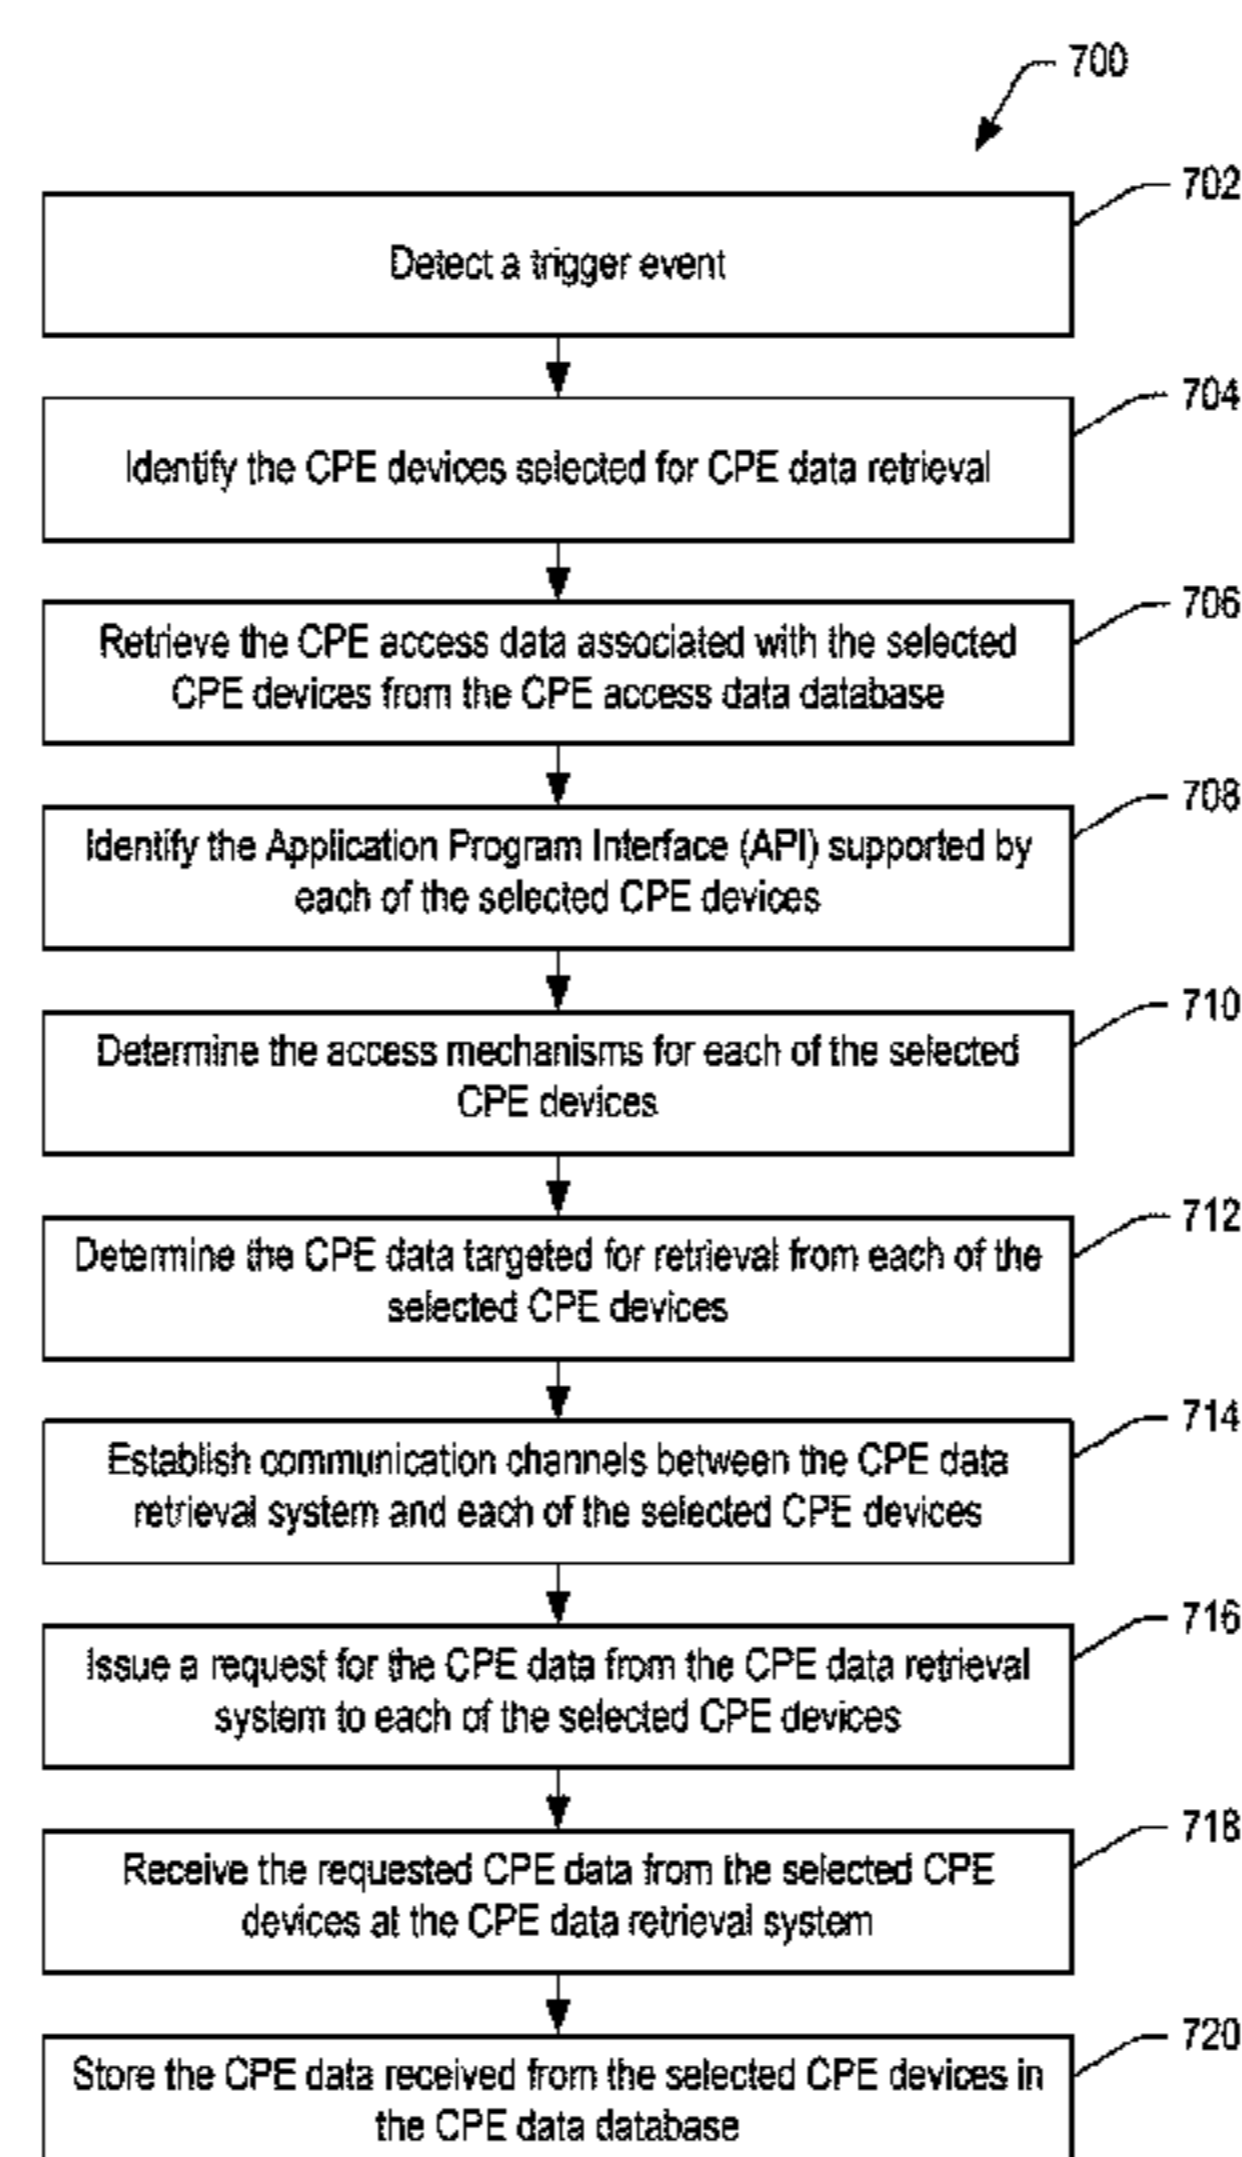 700
702
Detect a trigger event
704
Identify the CPE devices selected for CPE data retrieval
706
Retrieve the CPE access data associated with the selected
CPE devices from the CPE access data database
708
Identify the Application Program Interface (API) supported by
each of the selected CPE devices
710
Determine the access mechanisms for each of the selected
CPE devices
712
Determine the CPE data targeted for retrieval from each of the
selected CPE devices
714
Establish communication channels between the CPE data
retrieval system and each of the selected CPE devices
716
Issue a request for the CPE data from the CPE data retrieval
system to each of the selected CPE devices
718
Receive the requested CPE data from the selected CPE
devices at the CPE data retrieval system
720
Store the CPE data received from the selected CPE devices in
the CPE data database